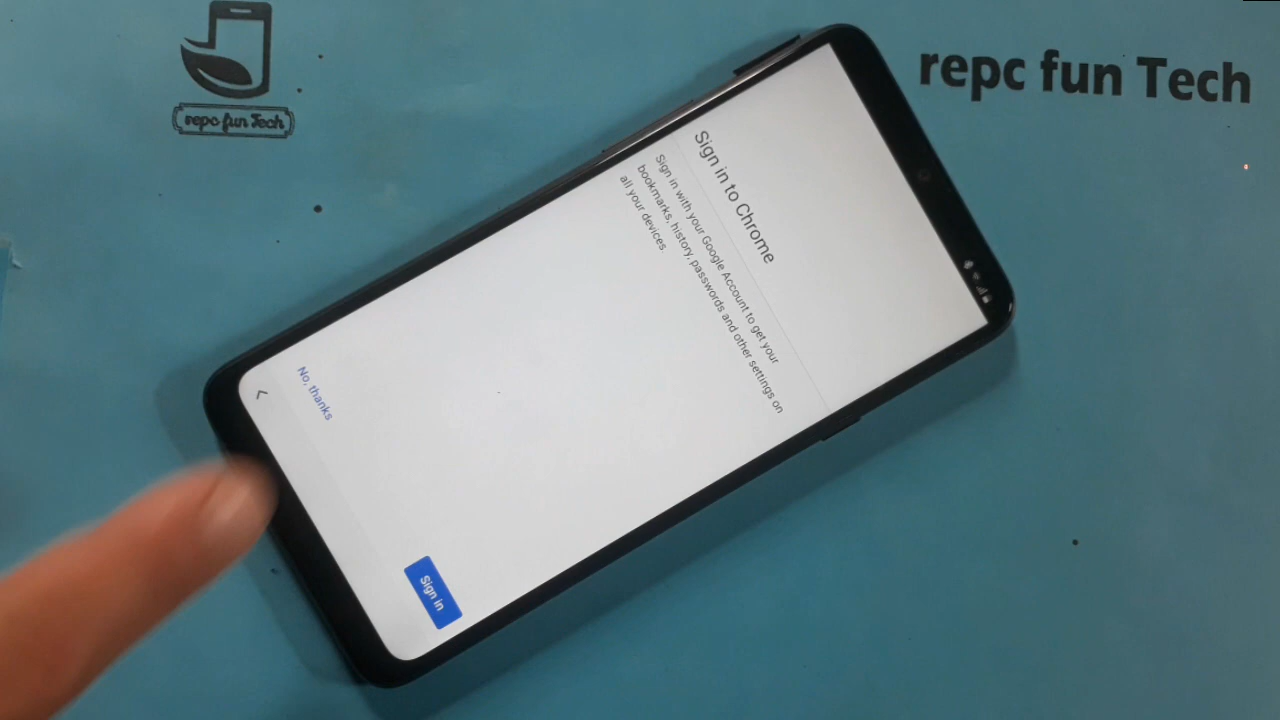 repc fun Tech
repc fun Tech
Sign in to Chrome
Sign in with your Google Account to get your
bookmarks, history, passwords and other settings on
all your devices.
No, thanks
Sign in